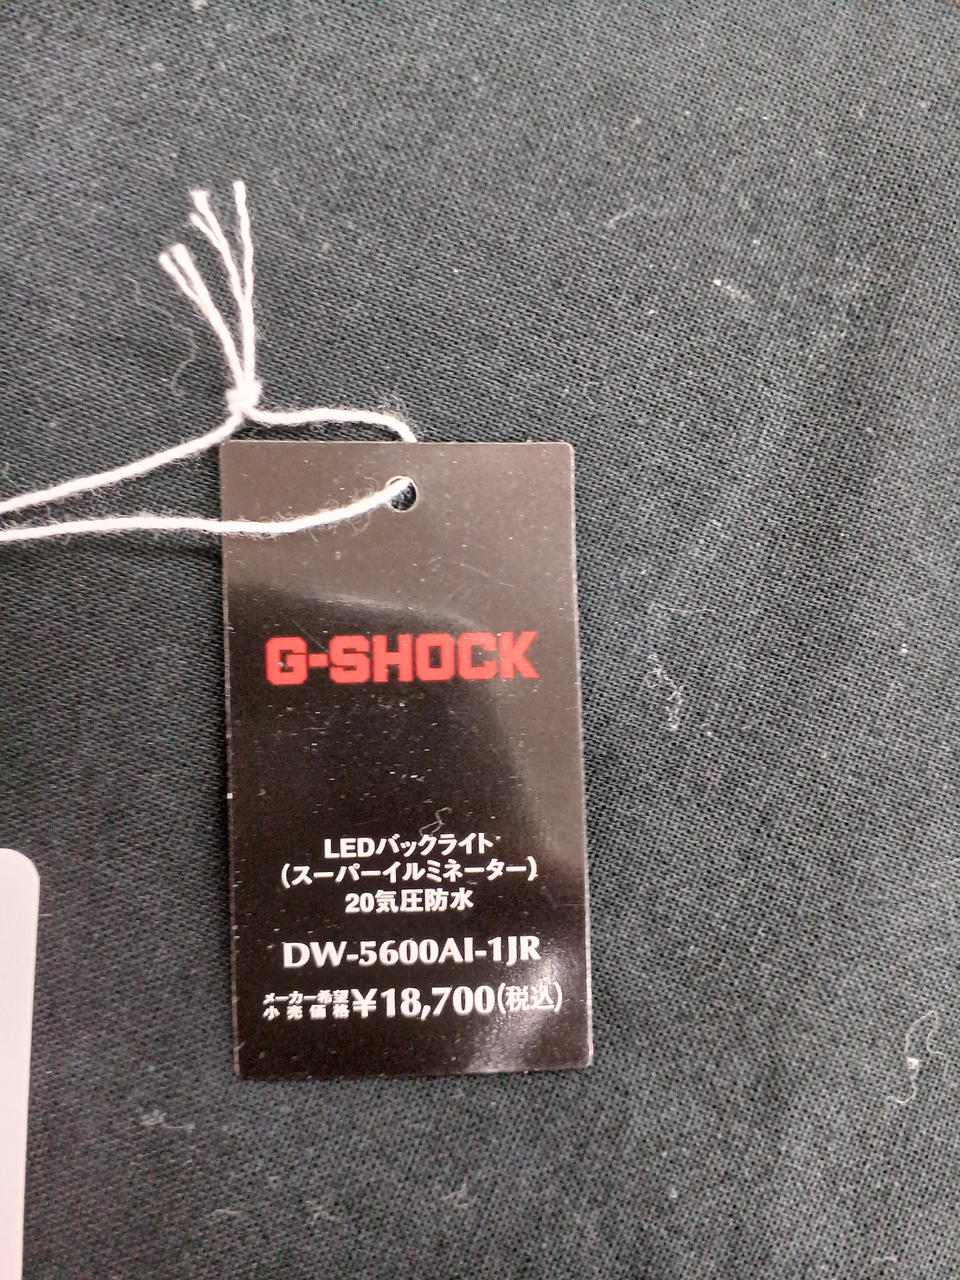 G-SHOCK
LEDバックライト
(スーパーイルミネーター)
20気圧防水
DW-5600AI-1JR
メーカー希望小売価格¥18,700(税込)